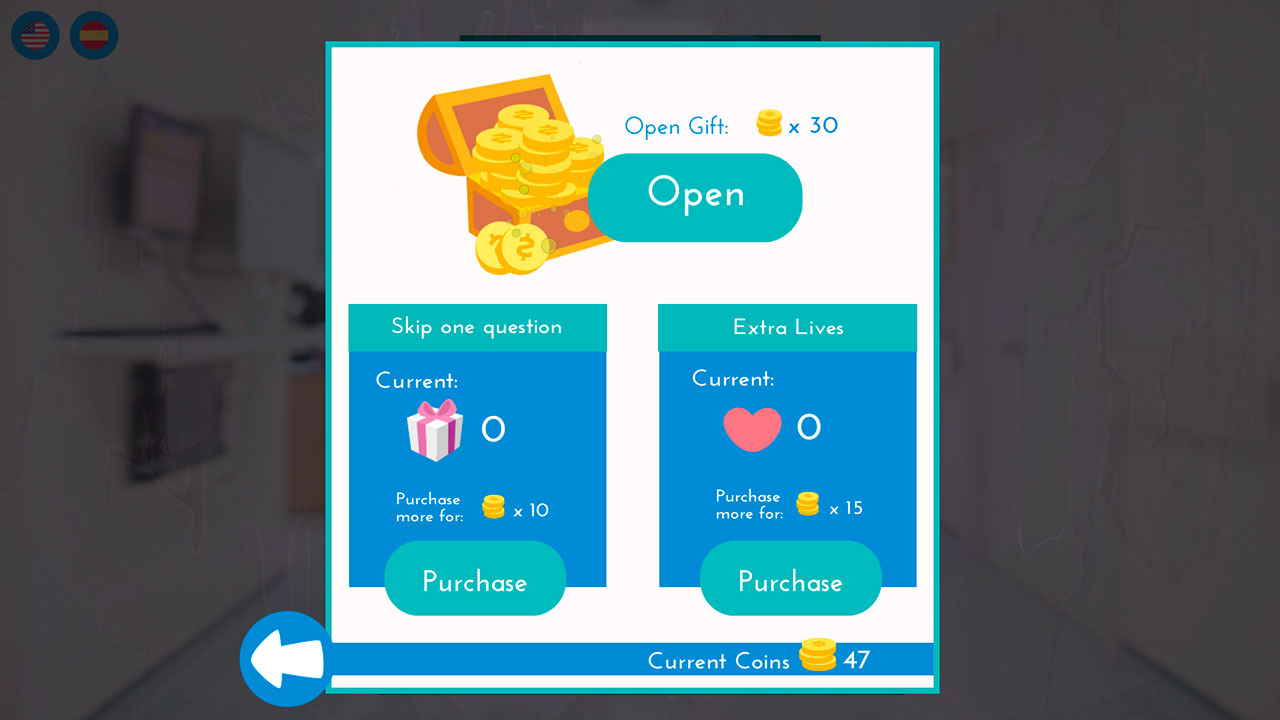 Open Gift: x 30
Open
Skip one question
Current:
0
Purchase
more for:
x 10
Purchase
Extra Lives
Current:
0
Purchase
more for:
x 15
Purchase
Current Coins 47